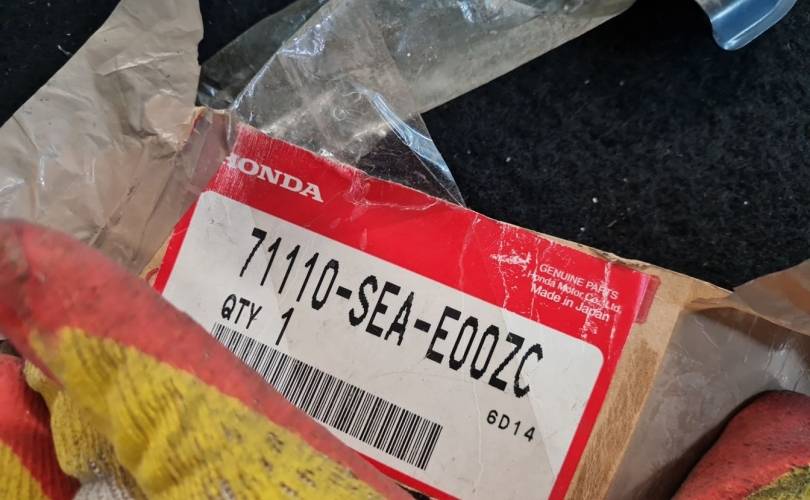 HONDA
GENUINE PARTS
Honda Motor Co., Ltd.
Made in Japan
71110-SEA-E00ZC
QTY 1
6D14